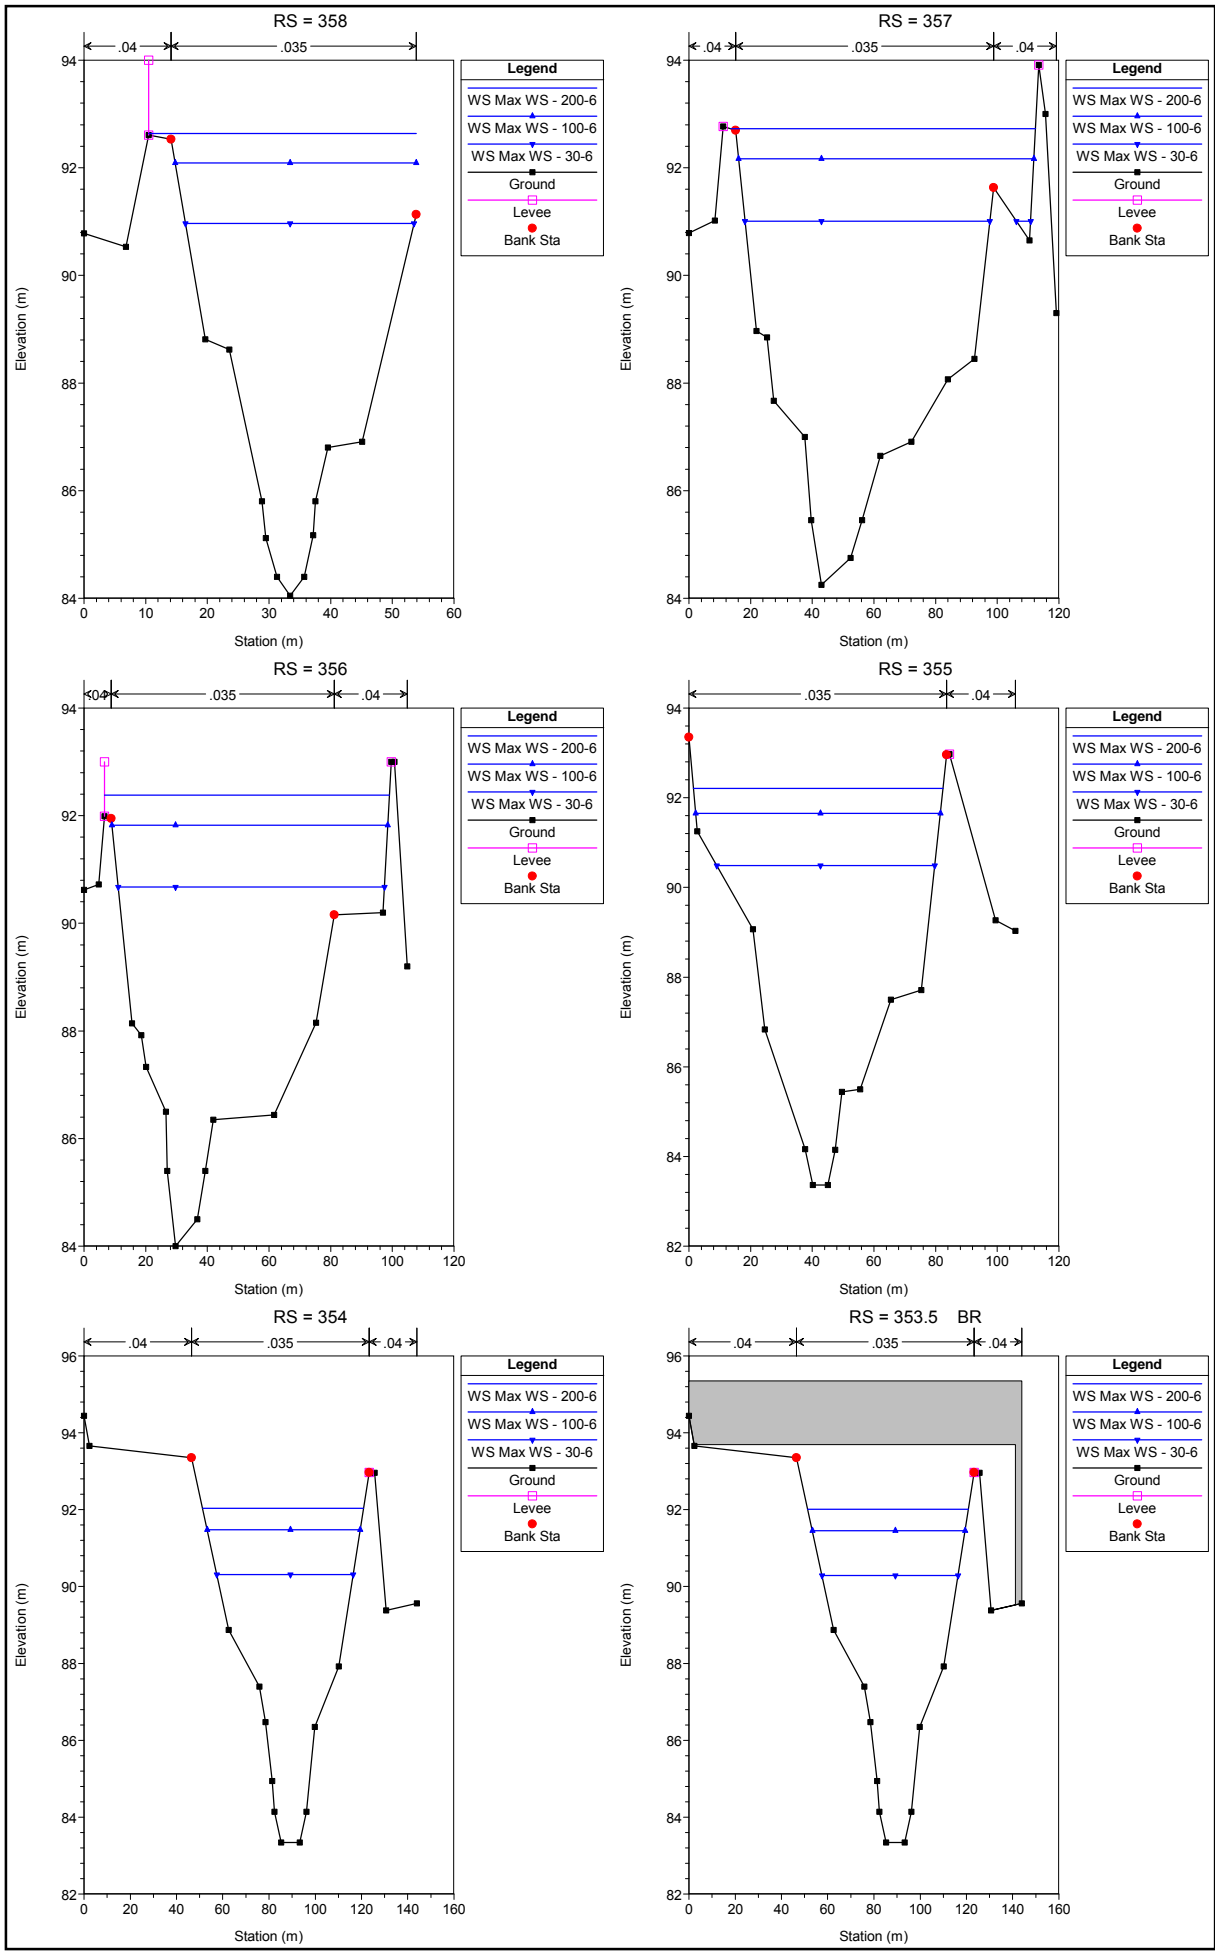 RS = 358
.04 .035
Elevation (m)
94
92
90
88
86
84
0 10 20 30 40 50 60
Station (m)
Legend
WS Max WS - 200-6
WS Max WS - 100-6
WS Max WS - 30-6
Ground
Levee
Bank Sta
RS = 357
.04 .035 .04
Elevation (m)
94
92
90
88
86
84
0 20 40 60 80 100 120
Station (m)
Legend
WS Max WS - 200-6
WS Max WS - 100-6
WS Max WS - 30-6
Ground
Levee
Bank Sta
RS = 356
.04 .035 .04
Elevation (m)
94
92
90
88
86
84
0 20 40 60 80 100 120
Station (m)
Legend
WS Max WS - 200-6
WS Max WS - 100-6
WS Max WS - 30-6
Ground
Levee
Bank Sta
RS = 355
.035 .04
Elevation (m)
94
92
90
88
86
84
82
0 20 40 60 80 100 120
Station (m)
Legend
WS Max WS - 200-6
WS Max WS - 100-6
WS Max WS - 30-6
Ground
Levee
Bank Sta
RS = 354
.04 .035 .04
Elevation (m)
96
94
92
90
88
86
84
82
0 20 40 60 80 100 120 140 160
Station (m)
Legend
WS Max WS - 200-6
WS Max WS - 100-6
WS Max WS - 30-6
Ground
Levee
Bank Sta
RS = 353.5 BR
.04 .035 .04
Elevation (m)
96
94
92
90
88
86
84
82
0 20 40 60 80 100 120 140 160
Station (m)
Legend
WS Max WS - 200-6
WS Max WS - 100-6
WS Max WS - 30-6
Ground
Levee
Bank Sta